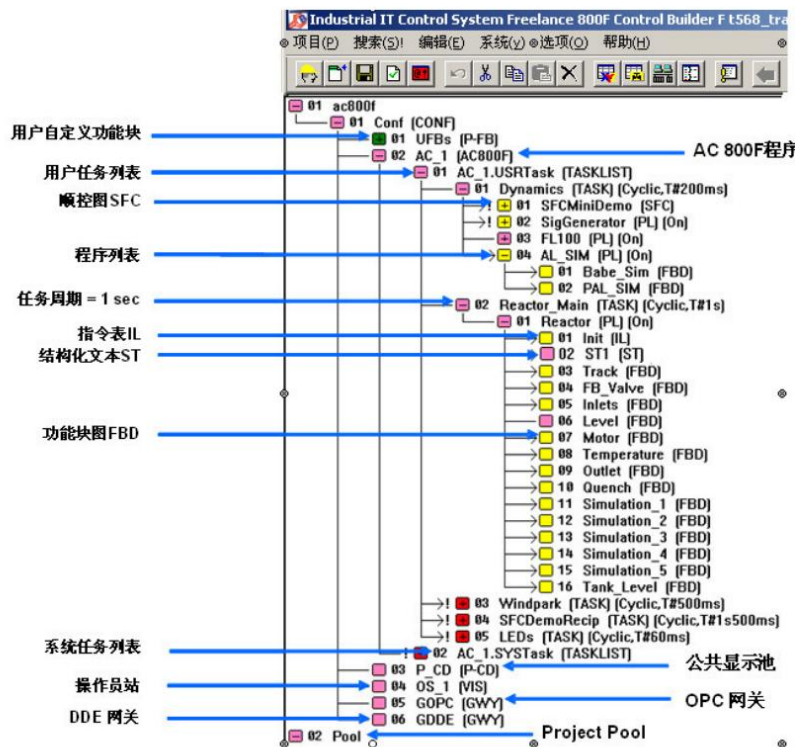 Industrial IT Control System Freelance 800F Control Builder F t568_tra
项目(P) 搜索(S)! 编辑(E) 系统(y) 选项(O) 帮助(H)
01 ac800f
01 Conf (CONF)
用户自定义功能块
01 UFBs (P-FB)
02 AC_1 (AC800F)
AC 800F程序
用户任务列表
01 AC_1.USRTask (TASKLIST)
01 Dynamics (TASK) (Cyclic,T#200ms)
顺控图SFC
! 01 SFCMiniDemo (SFC)
! 02 SigGenerator (PL) (On)
03 FL100 (PL) (On)
程序列表
04 AL_SIM (PL) (On)
01 Babe_Sim (FBD)
02 PAL_SIM (FBD)
任务周期 = 1 sec
02 Reactor_Main (TASK) (Cyclic,T#1s)
01 Reactor (PL) (On)
指令表IL
01 Init (IL)
结构化文本ST
02 ST1 (ST)
03 Track (FBD)
04 FB_Valve (FBD)
05 Inlets (FBD)
06 Level (FBD)
功能块图FBD
07 Motor (FBD)
08 Temperature (FBD)
09 Outlet (FBD)
10 Quench (FBD)
11 Simulation_1 (FBD)
12 Simulation_2 (FBD)
13 Simulation_3 (FBD)
14 Simulation_4 (FBD)
15 Simulation_5 (FBD)
16 Tank_Level (FBD)
! 03 Windpark (TASK) (Cyclic,T#500ms)
! 04 SFCDemoRecip (TASK) (Cyclic,T#1s500ms)
! 05 LEDs (TASK) (Cyclic,T#60ms)
系统任务列表
! 02 AC_1.SYSTask (TASKLIST)
03 P_CD (P-CD)
公共显示池
操作员站
04 OS_1 (VIS)
05 GOPC (GWY)
OPC 网关
DDE 网关
06 GDDE (GWY)
02 Pool
Project Pool